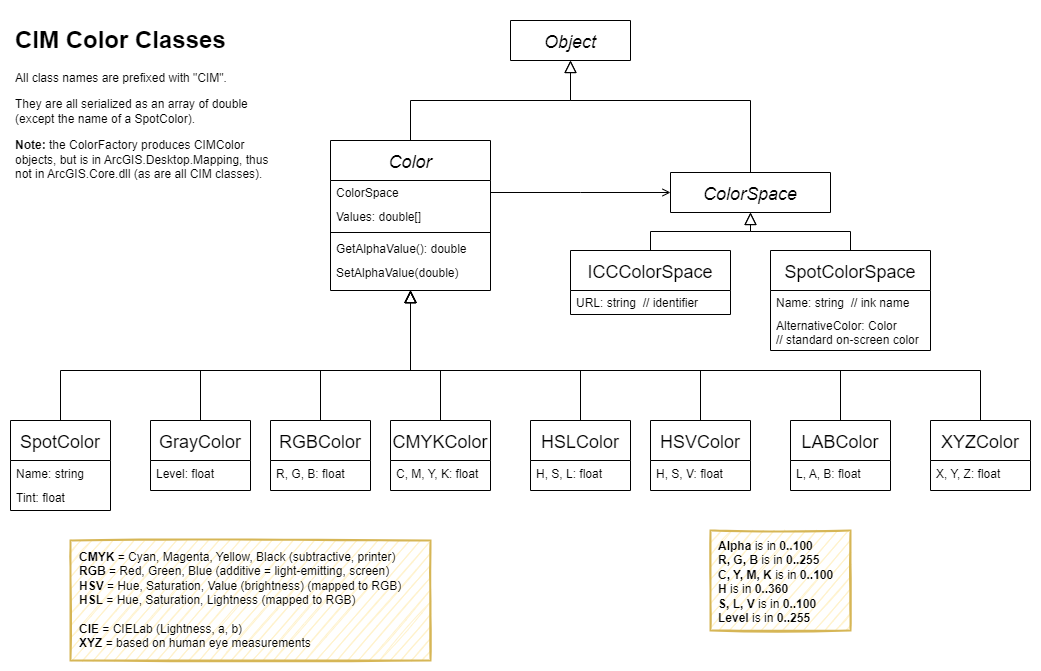 CIM Color Classes
All class names are prefixed with "CIM".
They are all serialized as an array of double
(except the name of a SpotColor).
Note: the ColorFactory produces CIMColor
objects, but is in ArcGIS.Desktop.Mapping, thus
not in ArcGIS.Core.dll (as are all CIM classes).
Object
Color
ColorSpace
Values: double[]
GetAlphaValue(): double
SetAlphaValue(double)
ColorSpace
ICCColorSpace
URL: string // identifier
SpotColorSpace
Name: string // ink name
AlternativeColor: Color
// standard on-screen color
SpotColor
Name: string
Tint: float
GrayColor
Level: float
RGBColor
R, G, B: float
CMYKColor
C, M, Y, K: float
HSLColor
H, S, L: float
HSVColor
H, S, V: float
LABColor
L, A, B: float
XYZColor
X, Y, Z: float
CMYK = Cyan, Magenta, Yellow, Black (subtractive, printer)
RGB = Red, Green, Blue (additive = light-emitting, screen)
HSV = Hue, Saturation, Value (brightness) (mapped to RGB)
HSL = Hue, Saturation, Lightness (mapped to RGB)
CIE = CIELab (Lightness, a, b)
XYZ = based on human eye measurements
Alpha is in 0..100
R, G, B is in 0..255
C, Y, M, K is in 0..100
H is in 0..360
S, L, V is in 0..100
Level is in 0..255